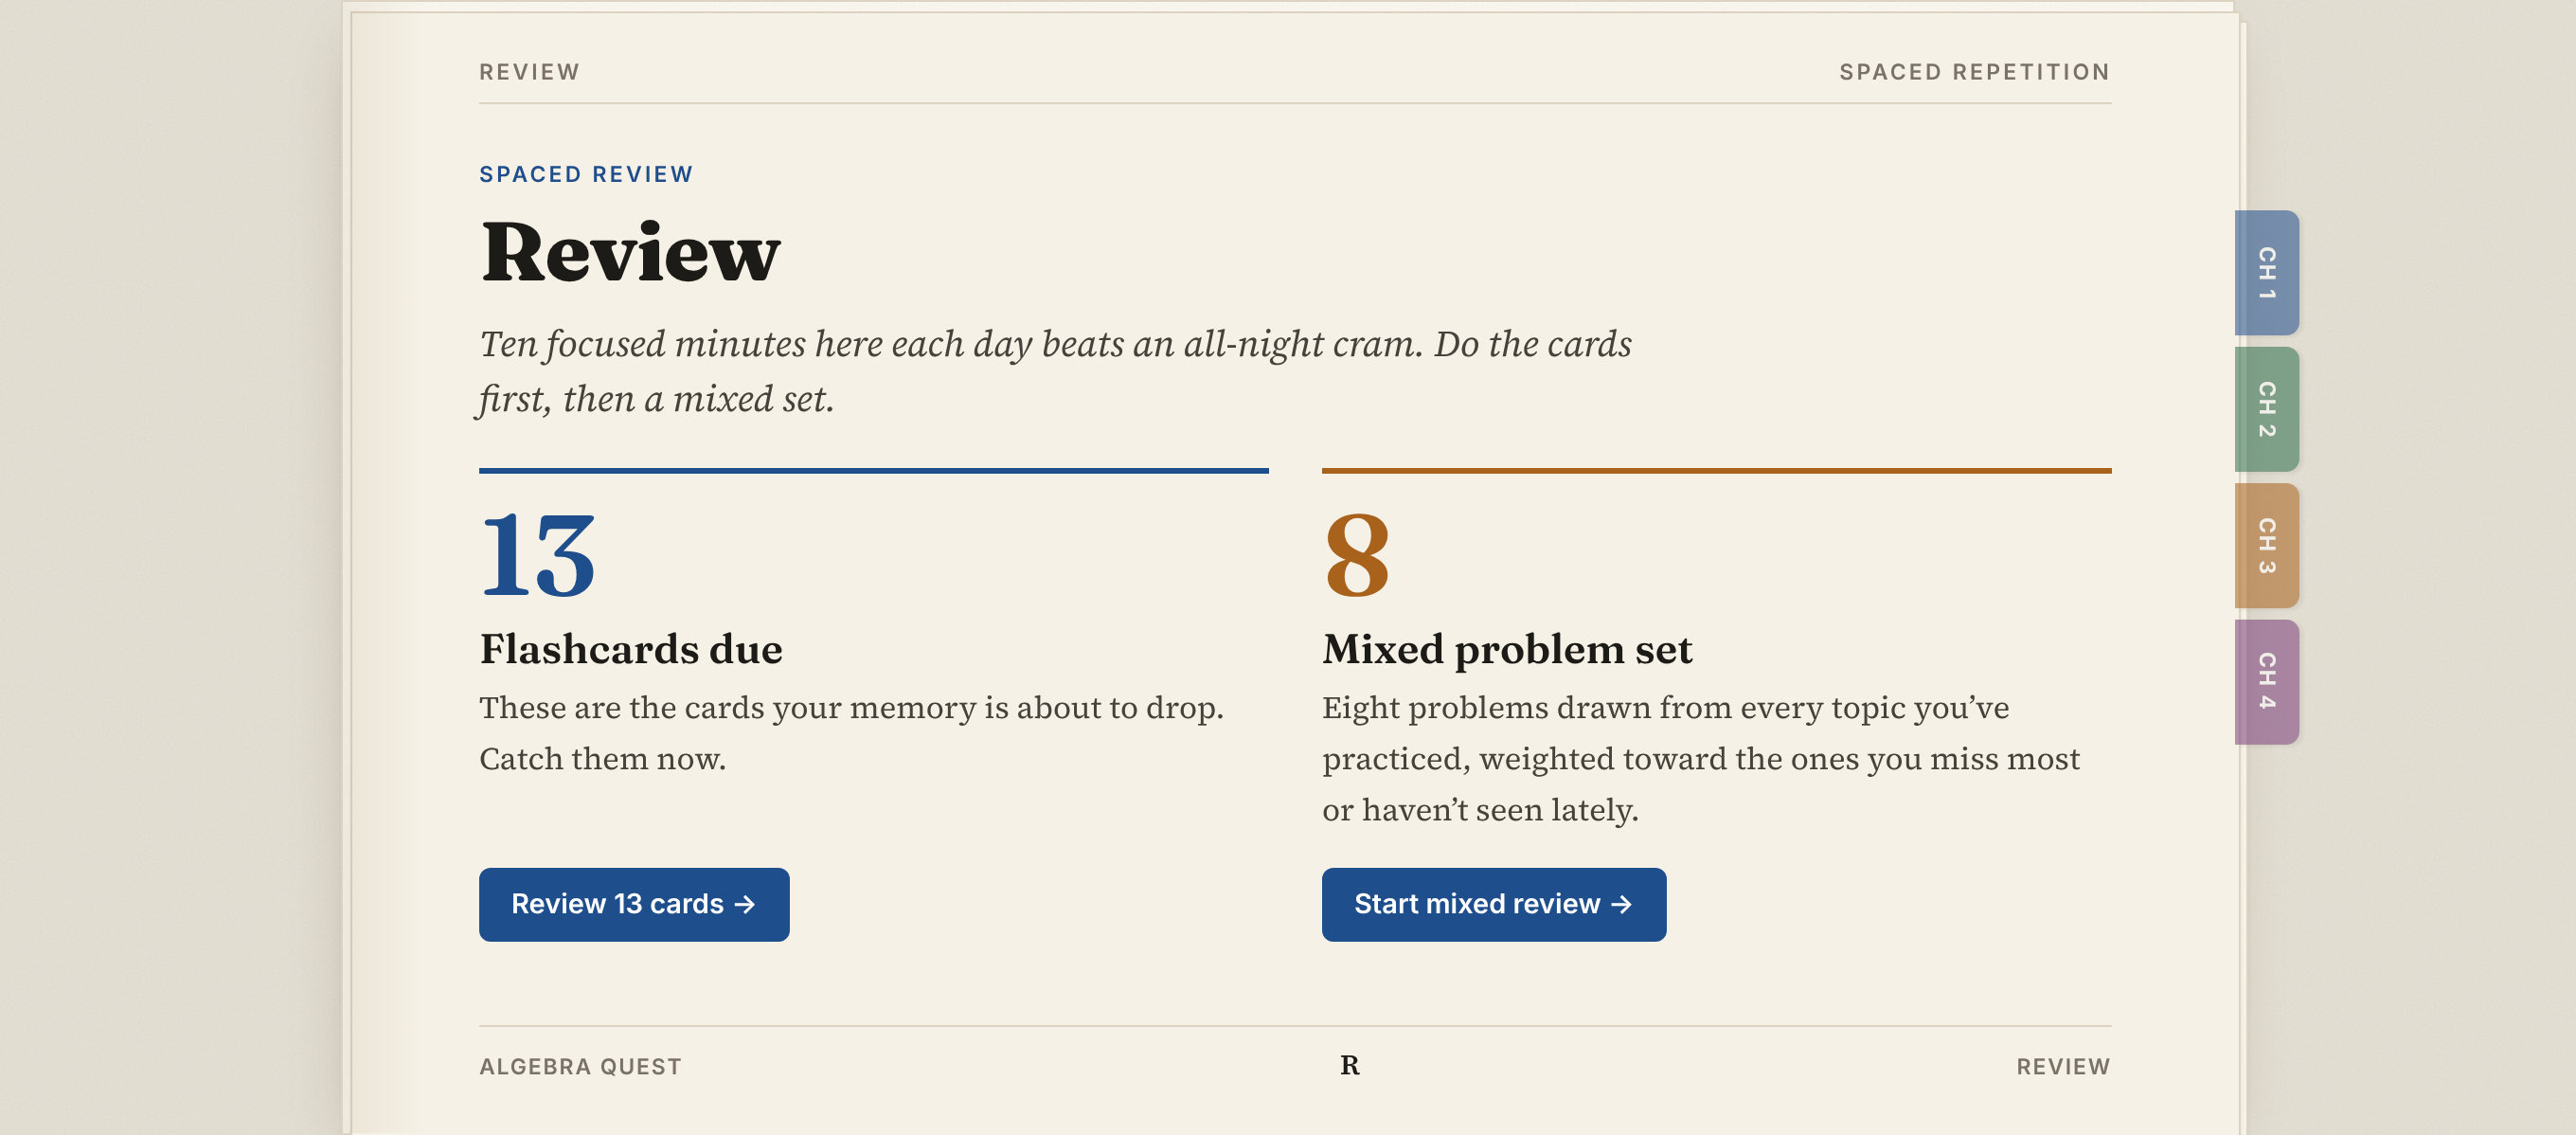 REVIEW
SPACED REPETITION
SPACED REVIEW
Review
Ten focused minutes here each day beats an all-night cram. Do the cards
first, then a mixed set.
13
Flashcards due
These are the cards your memory is about to drop.
Catch them now.
Review 13 cards →
8
Mixed problem set
Eight problems drawn from every topic you’ve
practiced, weighted toward the ones you miss most
or haven’t seen lately.
Start mixed review →
CH 1
CH 2
CH 3
CH 4
ALGEBRA QUEST
R
REVIEW